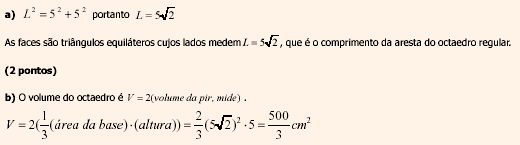 a) L² = 5² + 5² portanto L = 5√2
As faces são triângulos equiláteros cujos lados medem L = 5√2 , que é o comprimento da aresta do octaedro regular.
(2 pontos)
b) O volume do octaedro é V = 2(volume da pir, mide) .
V = 2(1/3(área da base)·(altura)) = 2/3(5√2)²·5 = 500/3 cm²